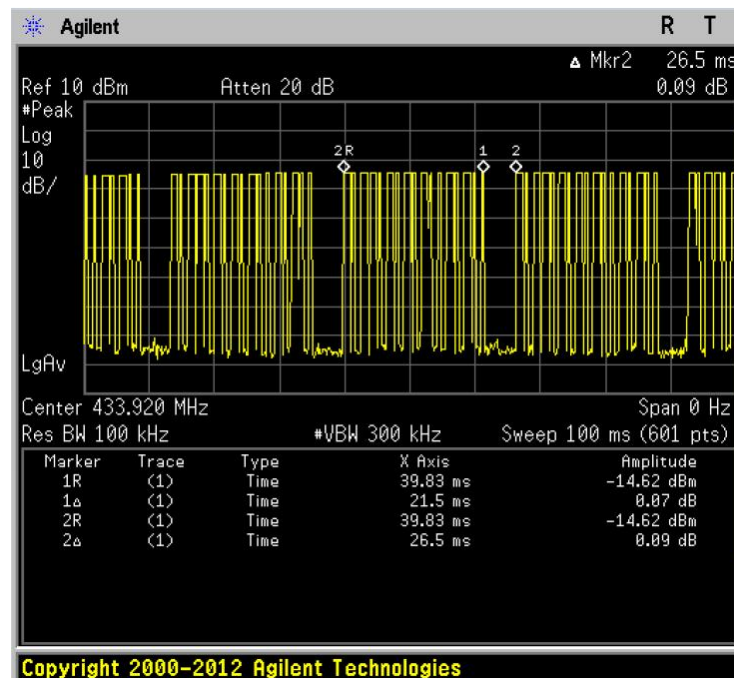 Agilent R T
Δ Mkr2 26.5 ms
Ref 10 dBm Atten 20 dB 0.09 dB
#Peak
Log
10
dB/
2R 1 2
LgAv
Center 433.920 MHz Span 0 Hz
Res BW 100 kHz #VBW 300 kHz Sweep 100 ms (601 pts)
Marker Trace Type X Axis Amplitude
1R (1) Time 39.83 ms -14.62 dBm
1Δ (1) Time 21.5 ms 0.07 dB
2R (1) Time 39.83 ms -14.62 dBm
2Δ (1) Time 26.5 ms 0.09 dB
Copyright 2000-2012 Agilent Technologies